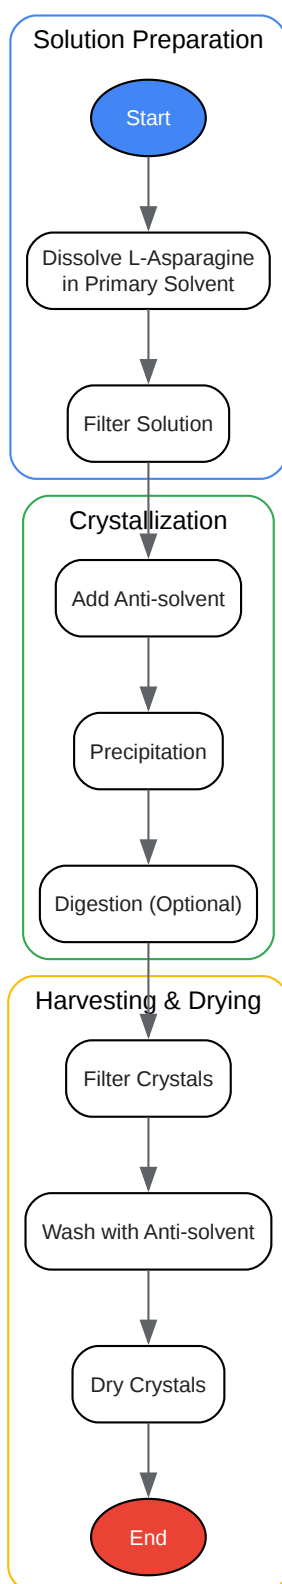 Solution Preparation
Start
Dissolve L-Asparagine
in Primary Solvent
Filter Solution
Crystallization
Add Anti-solvent
Precipitation
Digestion (Optional)
Harvesting & Drying
Filter Crystals
Wash with Anti-solvent
Dry Crystals
End